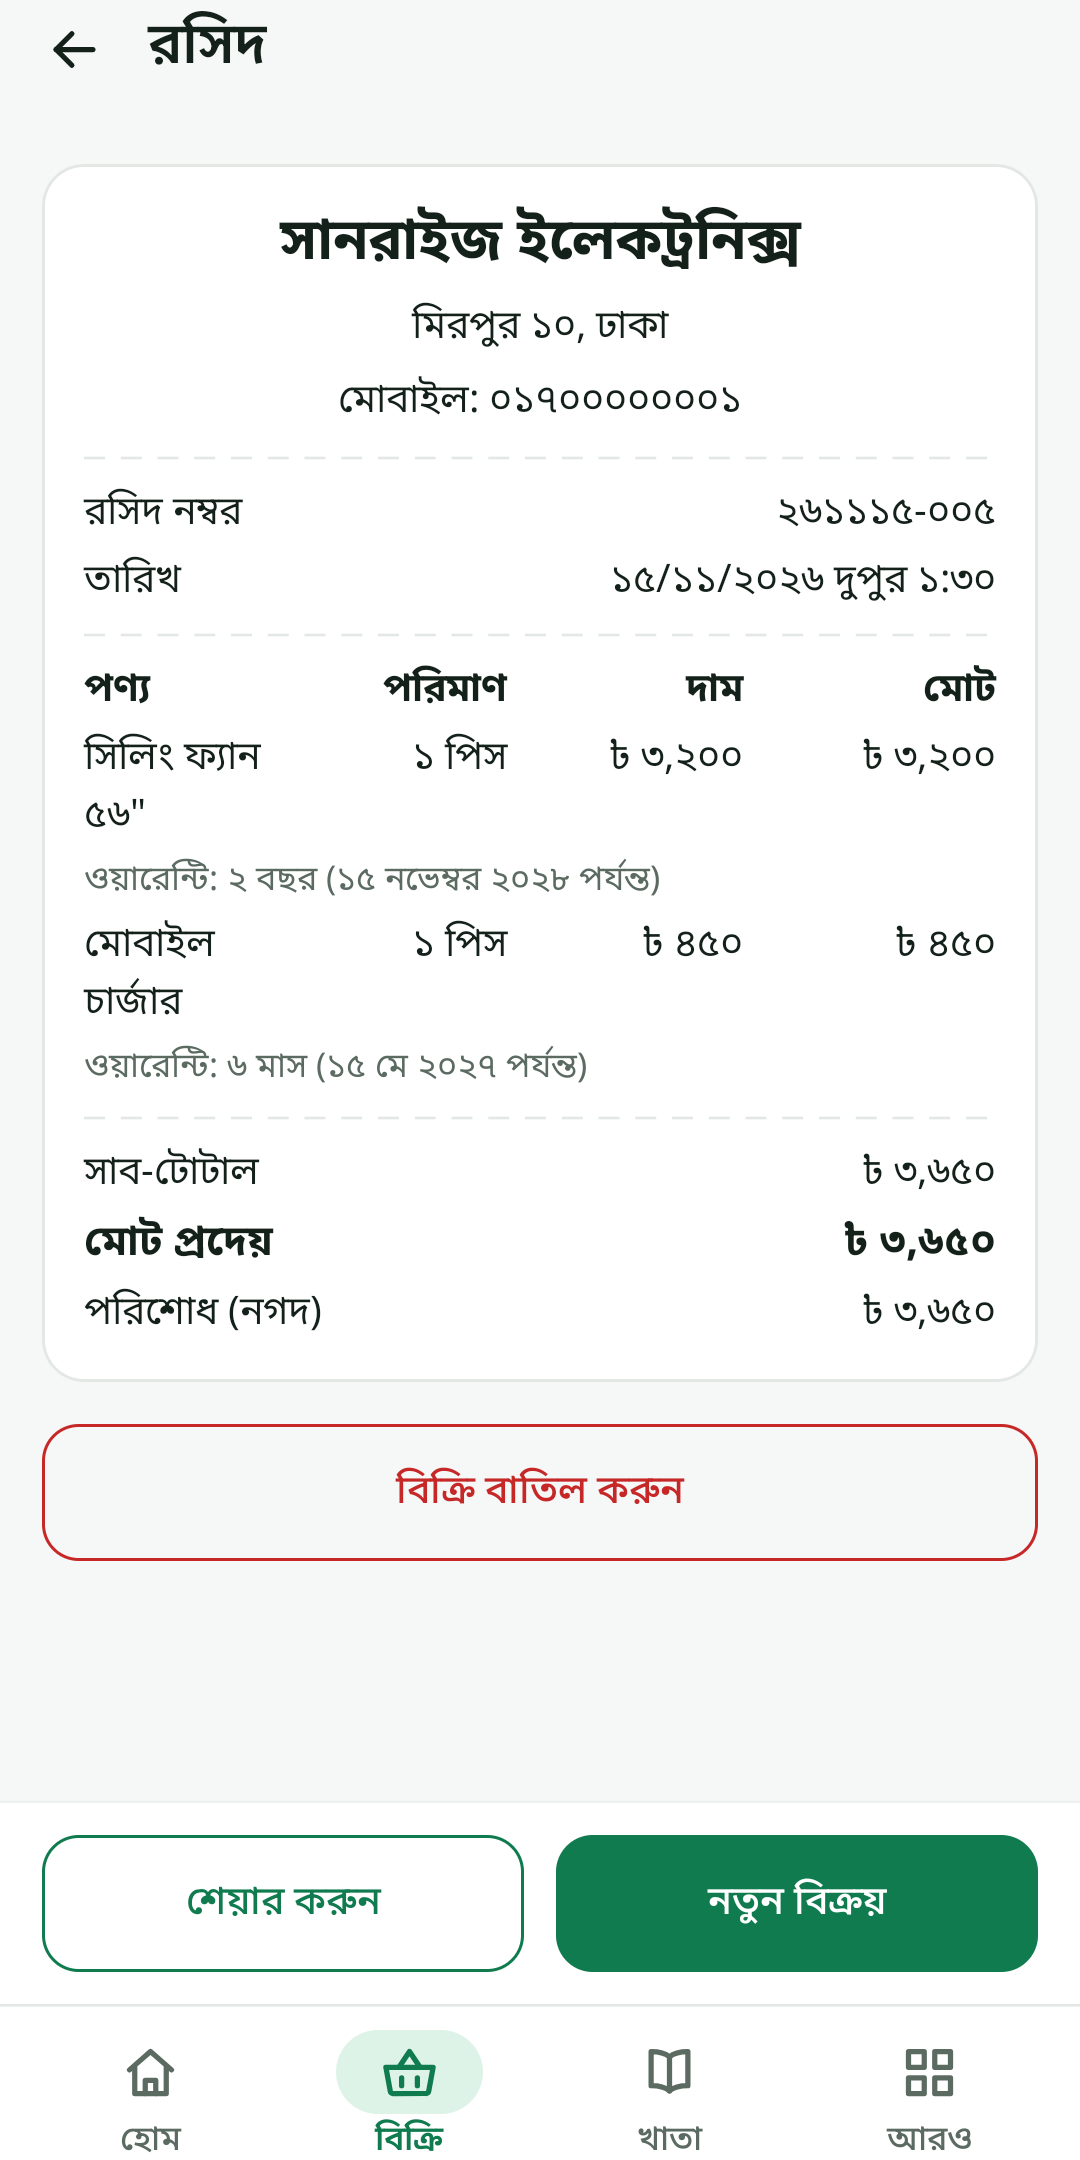 রসিদ
সানরাইজ ইলেকট্রনিক্স
মিরপুর ১০, ঢাকা
মোবাইল: ০১৭০০০০০০০১
রসিদ নম্বর ২৬১১১৫-০০৫
তারিখ ১৫/১১/২০২৬ দুপুর ১:৩০
পণ্য পরিমাণ দাম মোট
সিলিং ফ্যান ১ পিস ৳ ৩,২০০ ৳ ৩,২০০
৫৬"
ওয়ারেন্টি: ২ বছর (১৫ নভেম্বর ২০২৮ পর্যন্ত)
মোবাইল ১ পিস ৳ ৪৫০ ৳ ৪৫০
চার্জার
ওয়ারেন্টি: ৬ মাস (১৫ মে ২০২৭ পর্যন্ত)
সাব-টোটাল ৳ ৩,৬৫০
মোট প্রদেয় ৳ ৩,৬৫০
পরিশোধ (নগদ) ৳ ৩,৬৫০
বিক্রি বাতিল করুন
শেয়ার করুন নতুন বিক্রয়
হোম বিক্রি খাতা আরও